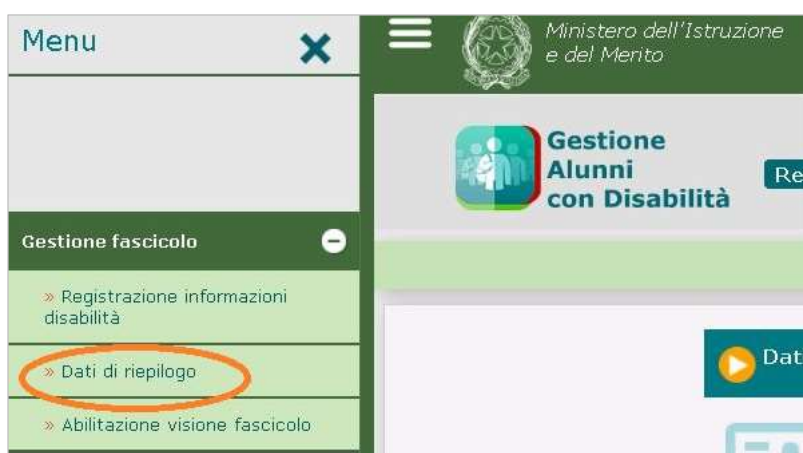 Menu
Ministero dell'Istruzione
e del Merito
Gestione
Alunni
con Disabilità
Re
Gestione fascicolo
» Registrazione informazioni
disabilità
» Dati di riepilogo
» Abilitazione visione fascicolo
Dat